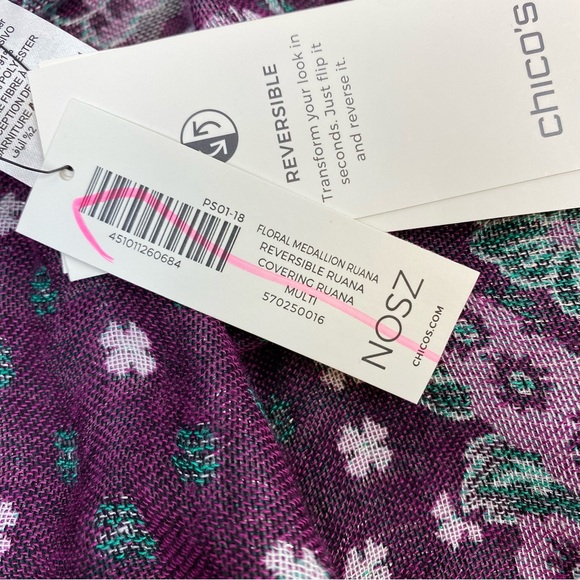 chico's
REVERSIBLE
Transform your look in
seconds. Just flip it
and reverse it.
PS01-18
451011260684
FLORAL MEDALLION RUANA
REVERSIBLE RUANA
COVERING RUANA
MULTI
570250016
NOSZ
CHICOS.COM
POLYESTER